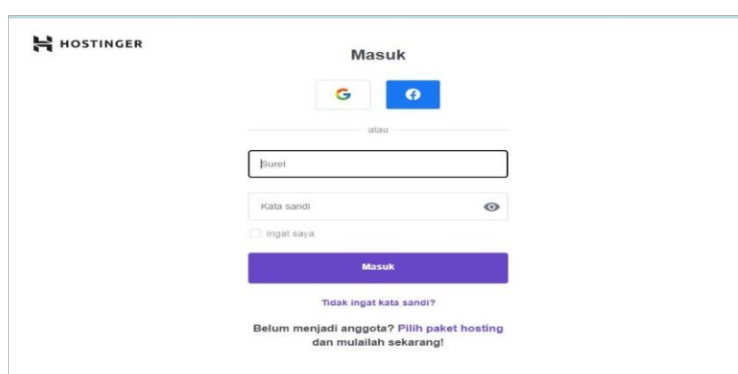 HOSTINGER
Masuk
atau
Surel
Kata sandi
Ingat saya
Masuk
Tidak ingat kata sandi?
Belum menjadi anggota? Pilih paket hosting
dan mulailah sekarang!